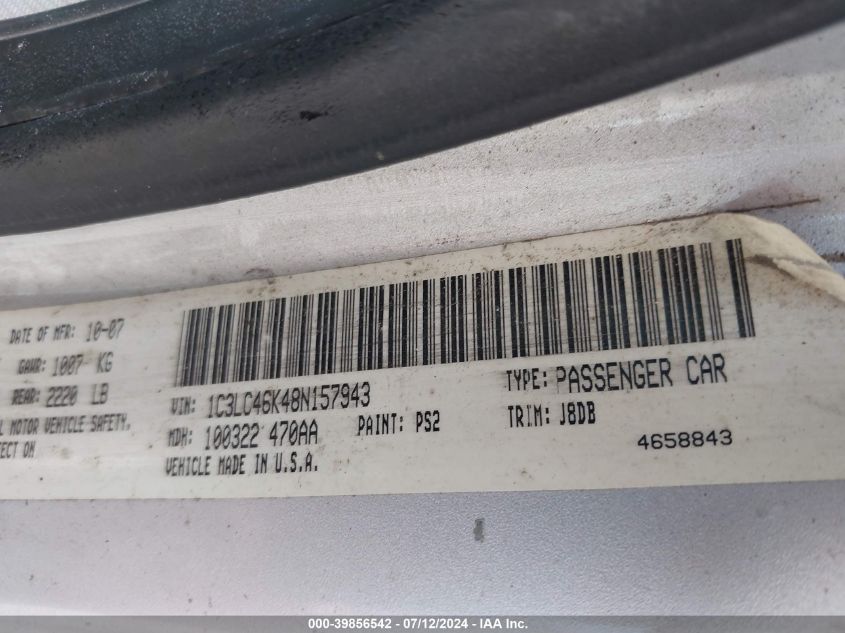 DATE OF MFR: 10-07
GAWR: 1007 KG
REAR: 2220 LB
MOTOR VEHICLE SAFETY.
ON
VIN: 1C3LC46K48N157943
TYPE: PASSENGER CAR
MDH: 100322 470AA
PAINT: PS2
TRIM: J8DB
VEHICLE MADE IN U.S.A.
4658843
000-39856542 - 07/12/2024 - IAA Inc.